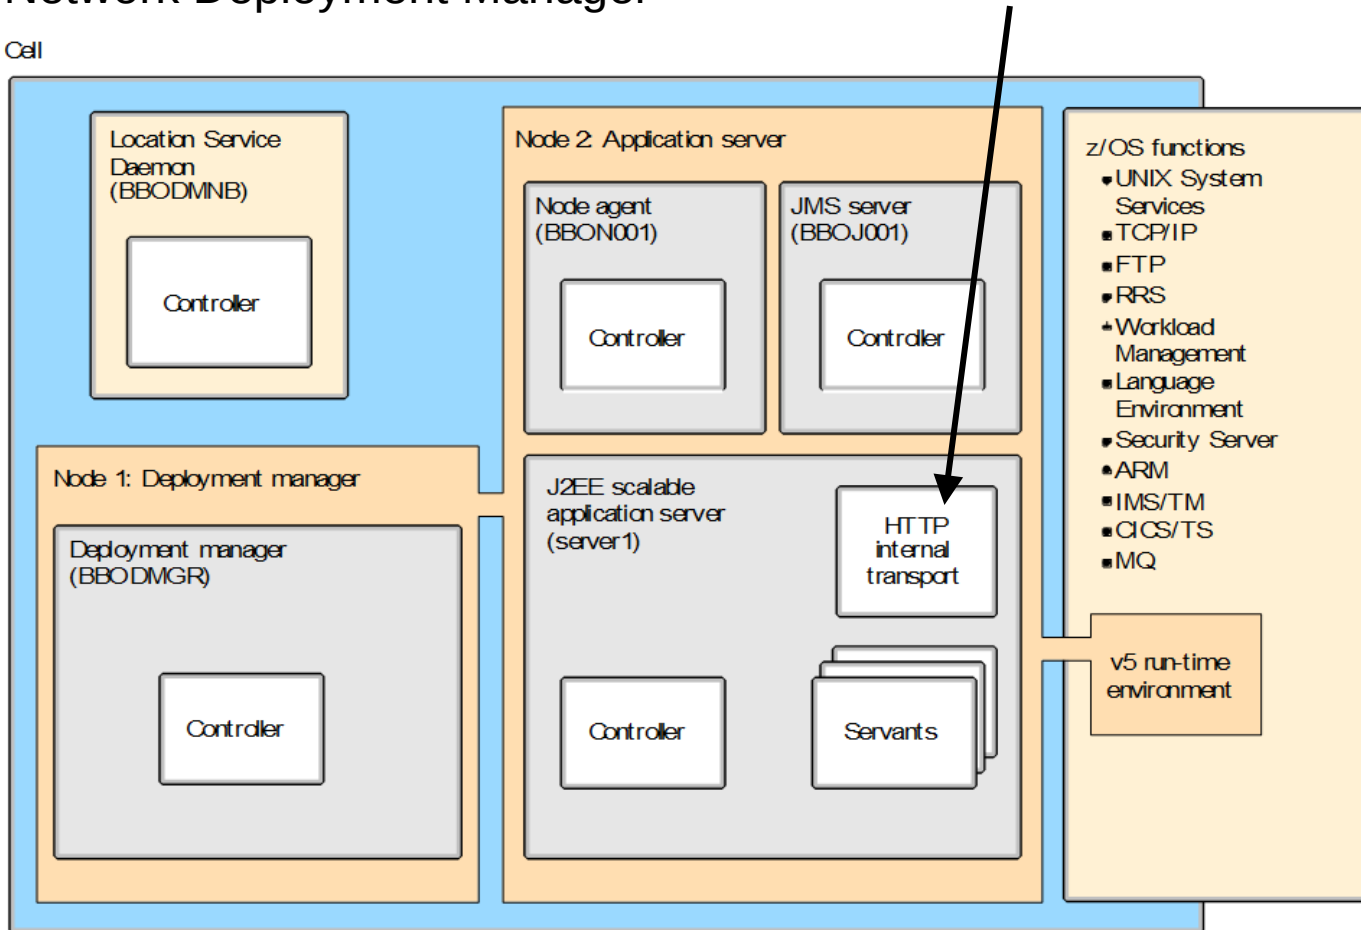 Network Deployment Manager
Cell
Location Service
Daemon
(BBODMNB)
Controller
Node 1: Deployment manager
Deployment manager
(BBODMGR)
Controller
Node 2: Application server
Node agent
(BBON001)
Controller
JMS server
(BBOJ001)
Controller
J2EE scalable
application server
(server1)
HTTP
internal
transport
Controller
Servants
z/OS functions
UNIX System
Services
TCP/IP
FTP
RRS
Workload
Management
Language
Environment
Security Server
ARM
IMS/TM
CICS/TS
MQ
v5 run-time
environment